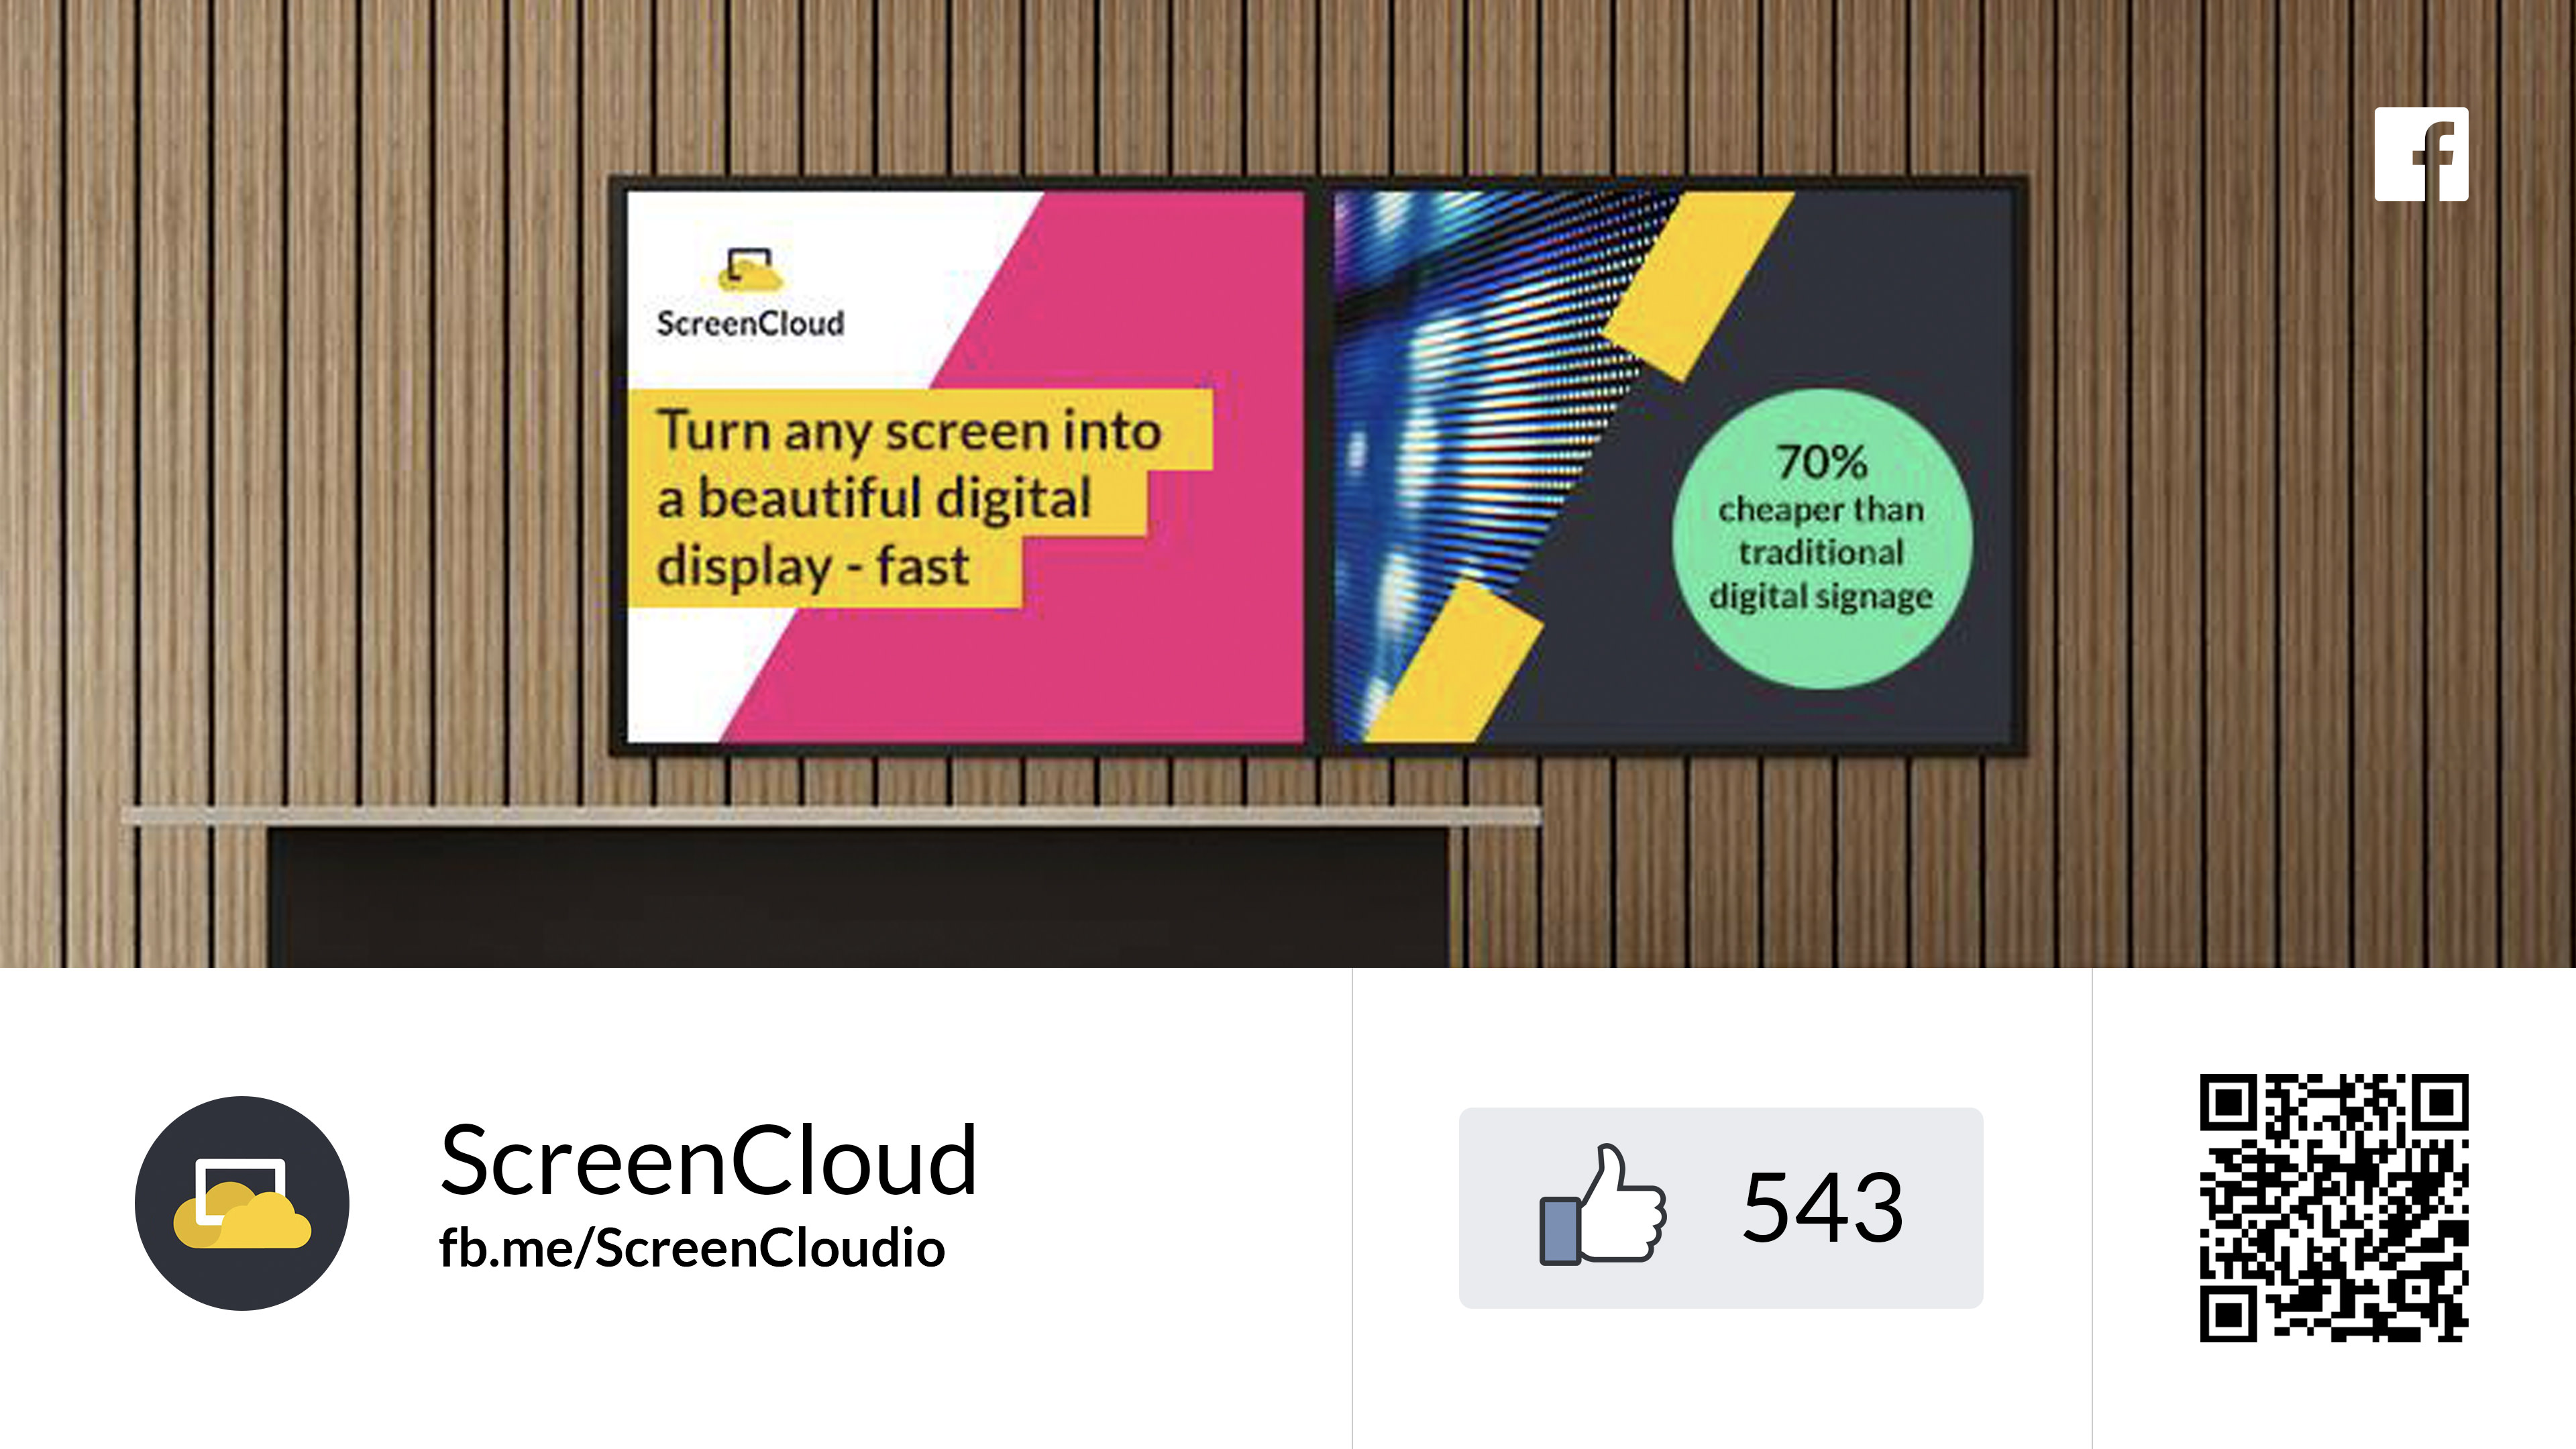 ScreenCloud
Turn any screen into
a beautiful digital
display - fast
70%
cheaper than
traditional
digital signage
ScreenCloud
fb.me/ScreenCloudio
543